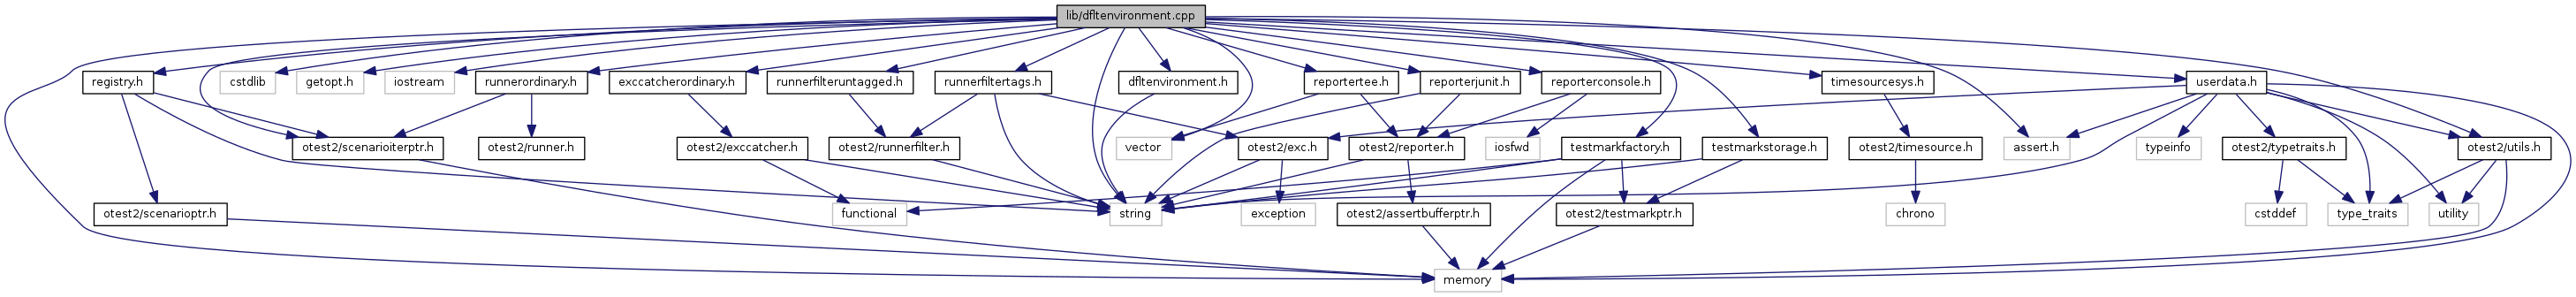 lib/dfltenvironment.cpp
registry.h
cstdlib
getopt.h
iostream
runnerordinary.h
exccatcherordinary.h
runnerfilteruntagged.h
runnerfiltertags.h
dfltenvironment.h
reportertee.h
reporterjunit.h
reporterconsole.h
timesourcesys.h
userdata.h
otest2/scenarioiterptr.h
otest2/runner.h
otest2/exccatcher.h
otest2/runnerfilter.h
vector
otest2/exc.h
otest2/reporter.h
iosfwd
testmarkfactory.h
testmarkstorage.h
otest2/timesource.h
assert.h
typeinfo
otest2/typetraits.h
otest2/utils.h
otest2/scenarioptr.h
functional
string
exception
otest2/assertbufferptr.h
otest2/testmarkptr.h
chrono
cstddef
type_traits
utility
memory